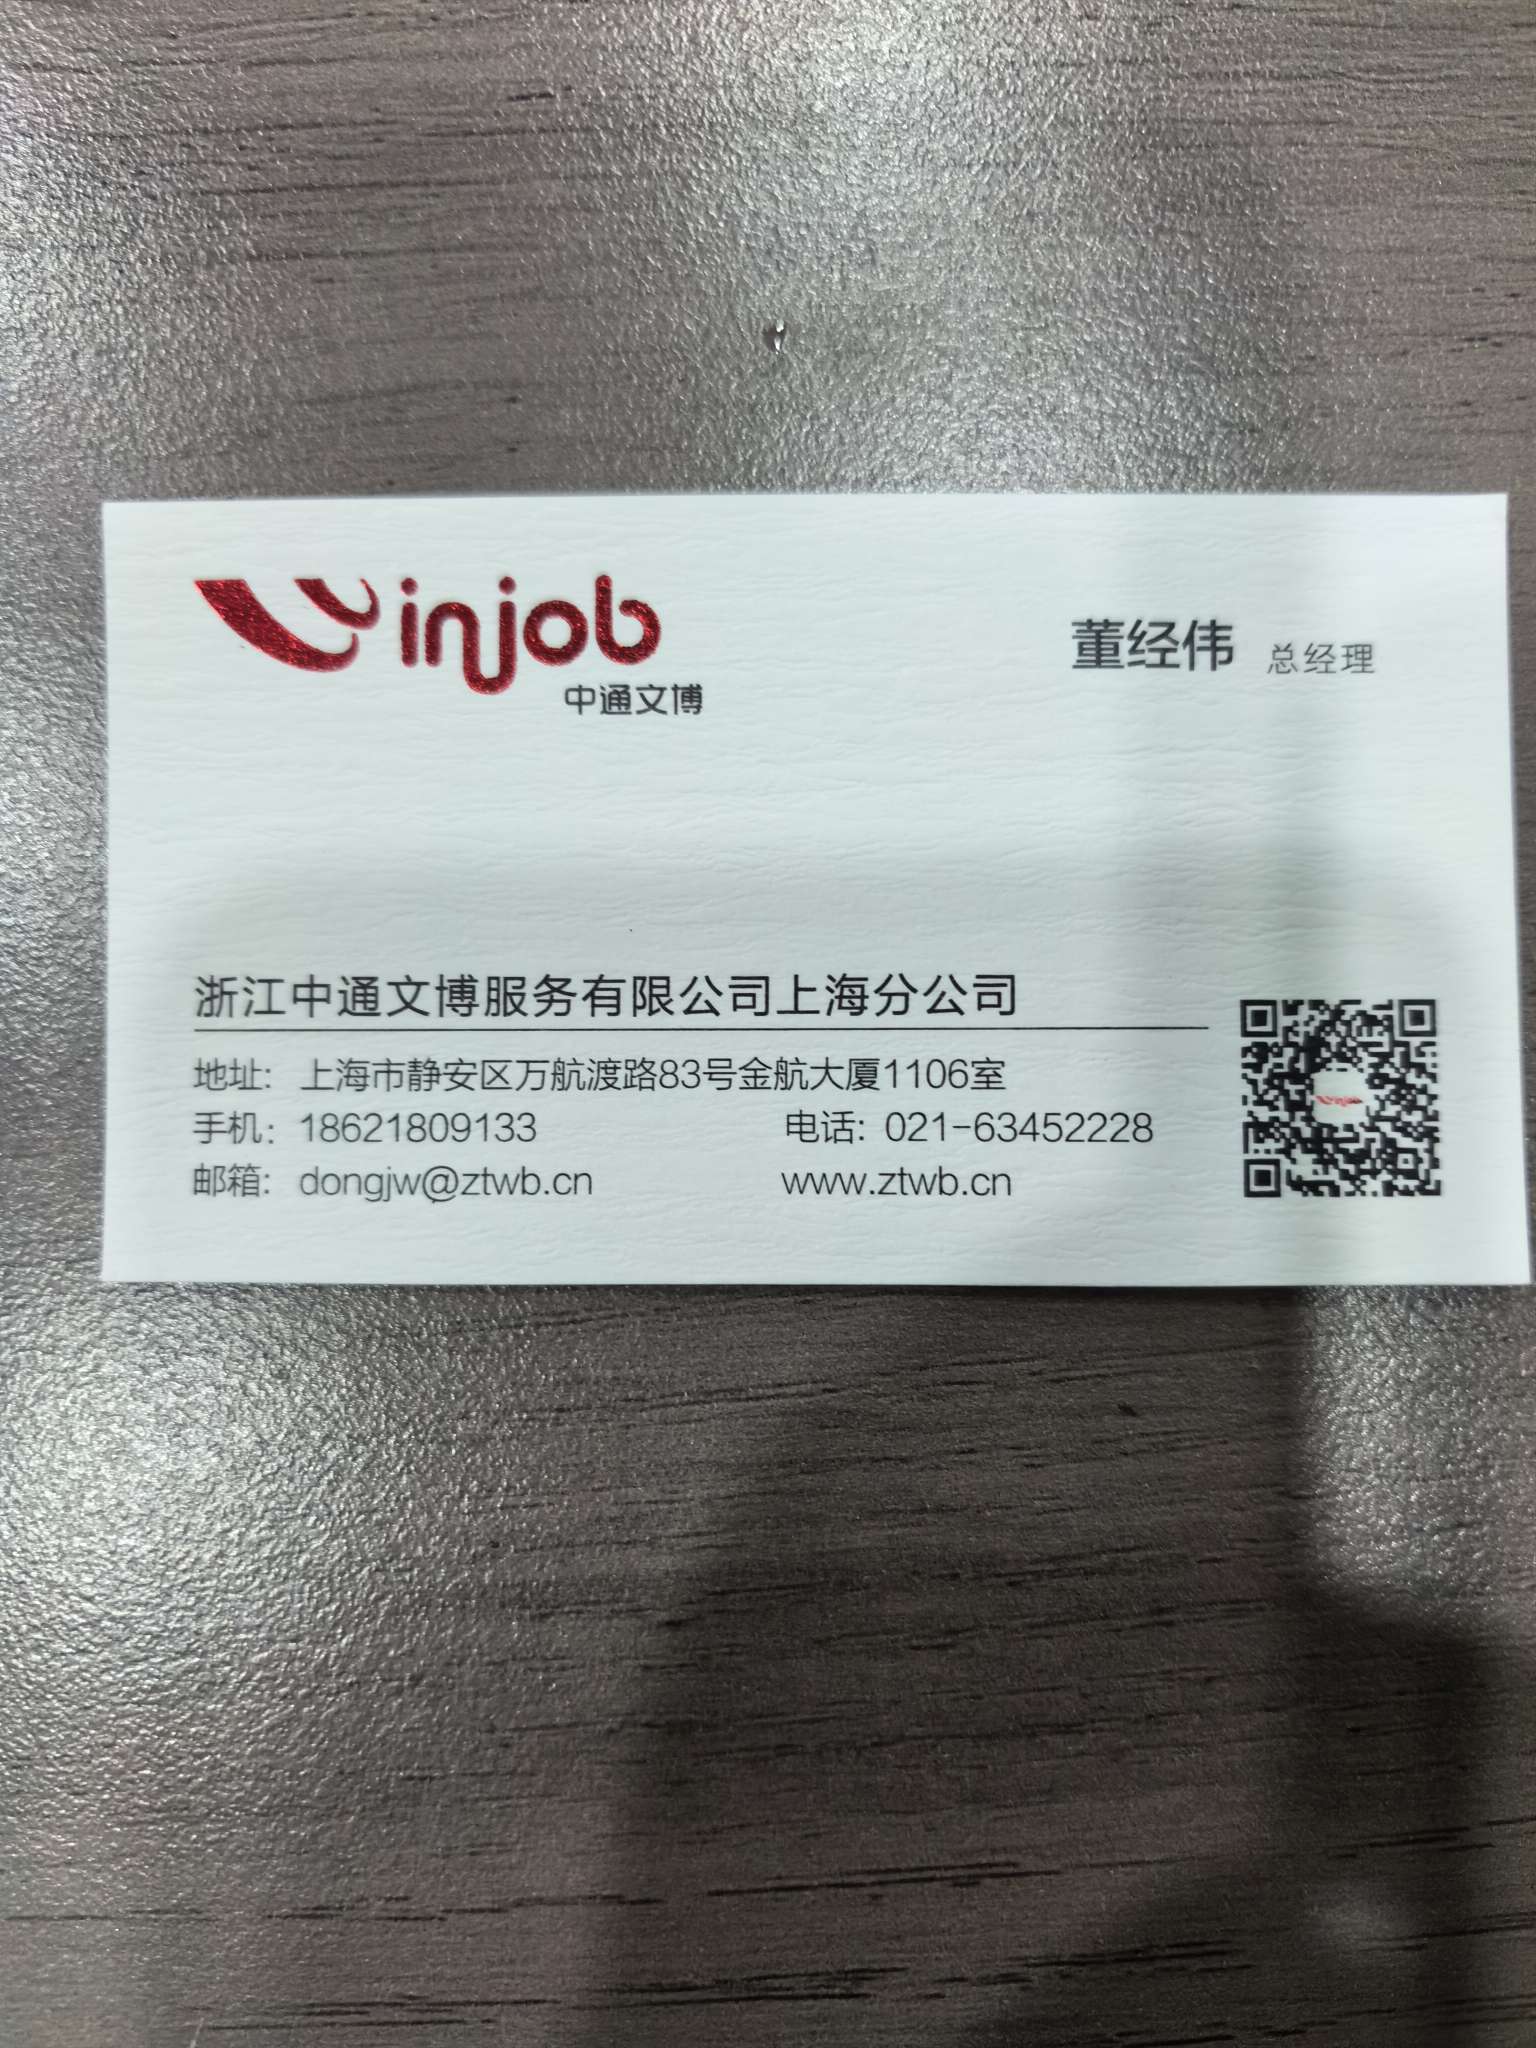 Winjob
中通文博
董经伟 总经理
浙江中通文博服务有限公司上海分公司
地址: 上海市静安区万航渡路83号金航大厦1106室
手机: 18621809133 电话: 021-63452228
邮箱: dongjw@ztwb.cn www.ztwb.cn
Winjob